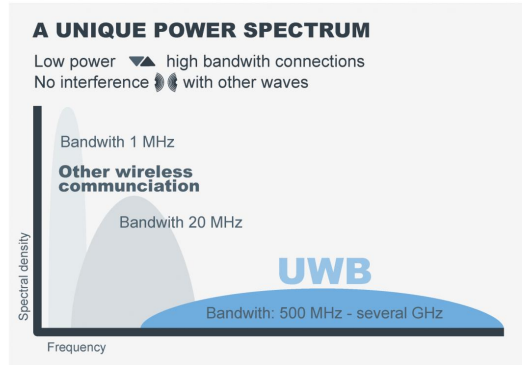 A UNIQUE POWER SPECTRUM
Low power high bandwith connections
No interference with other waves
Bandwith 1 MHz
Other wireless
communciation
Bandwith 20 MHz
UWB
Bandwith: 500 MHz - several GHz
Spectral density
Frequency